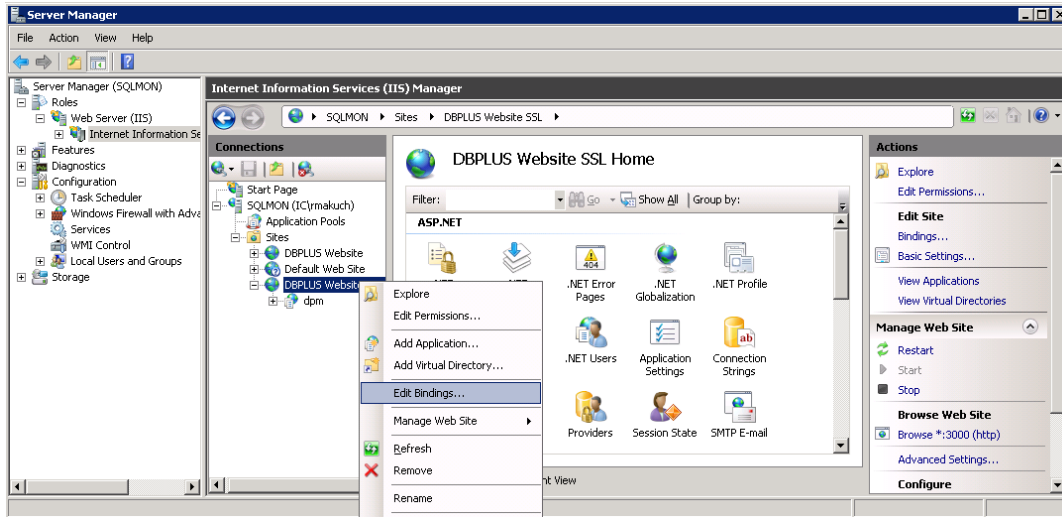 Server Manager
File Action View Help
Server Manager (SQLMON)
Roles
Web Server (IIS)
Internet Information Se
Features
Diagnostics
Configuration
Task Scheduler
Windows Firewall with Adva
Services
WMI Control
Local Users and Groups
Storage
Internet Information Services (IIS) Manager
SQLMON Sites DBPLUS Website SSL
Connections
Start Page
SQLMON (IC\rmakuch)
Application Pools
Sites
DBPLUS Website
Default Web Site
DBPLUS Website
dpm
Explore
Edit Permissions...
Add Application...
Add Virtual Directory...
Edit Bindings...
Manage Web Site
Refresh
Remove
Rename
DBPLUS Website SSL Home
Filter: Go Show All Group by:
ASP.NET
.NET Error Pages
.NET Globalization
.NET Profile
404
.NET Users
Application Settings
Connection Strings
ab
Providers
Session State
SMTP E-mail
nt View
Actions
Explore
Edit Permissions...
Edit Site
Bindings...
Basic Settings...
View Applications
View Virtual Directories
Manage Web Site
Restart
Start
Stop
Browse Web Site
Browse *:3000 (http)
Advanced Settings...
Configure